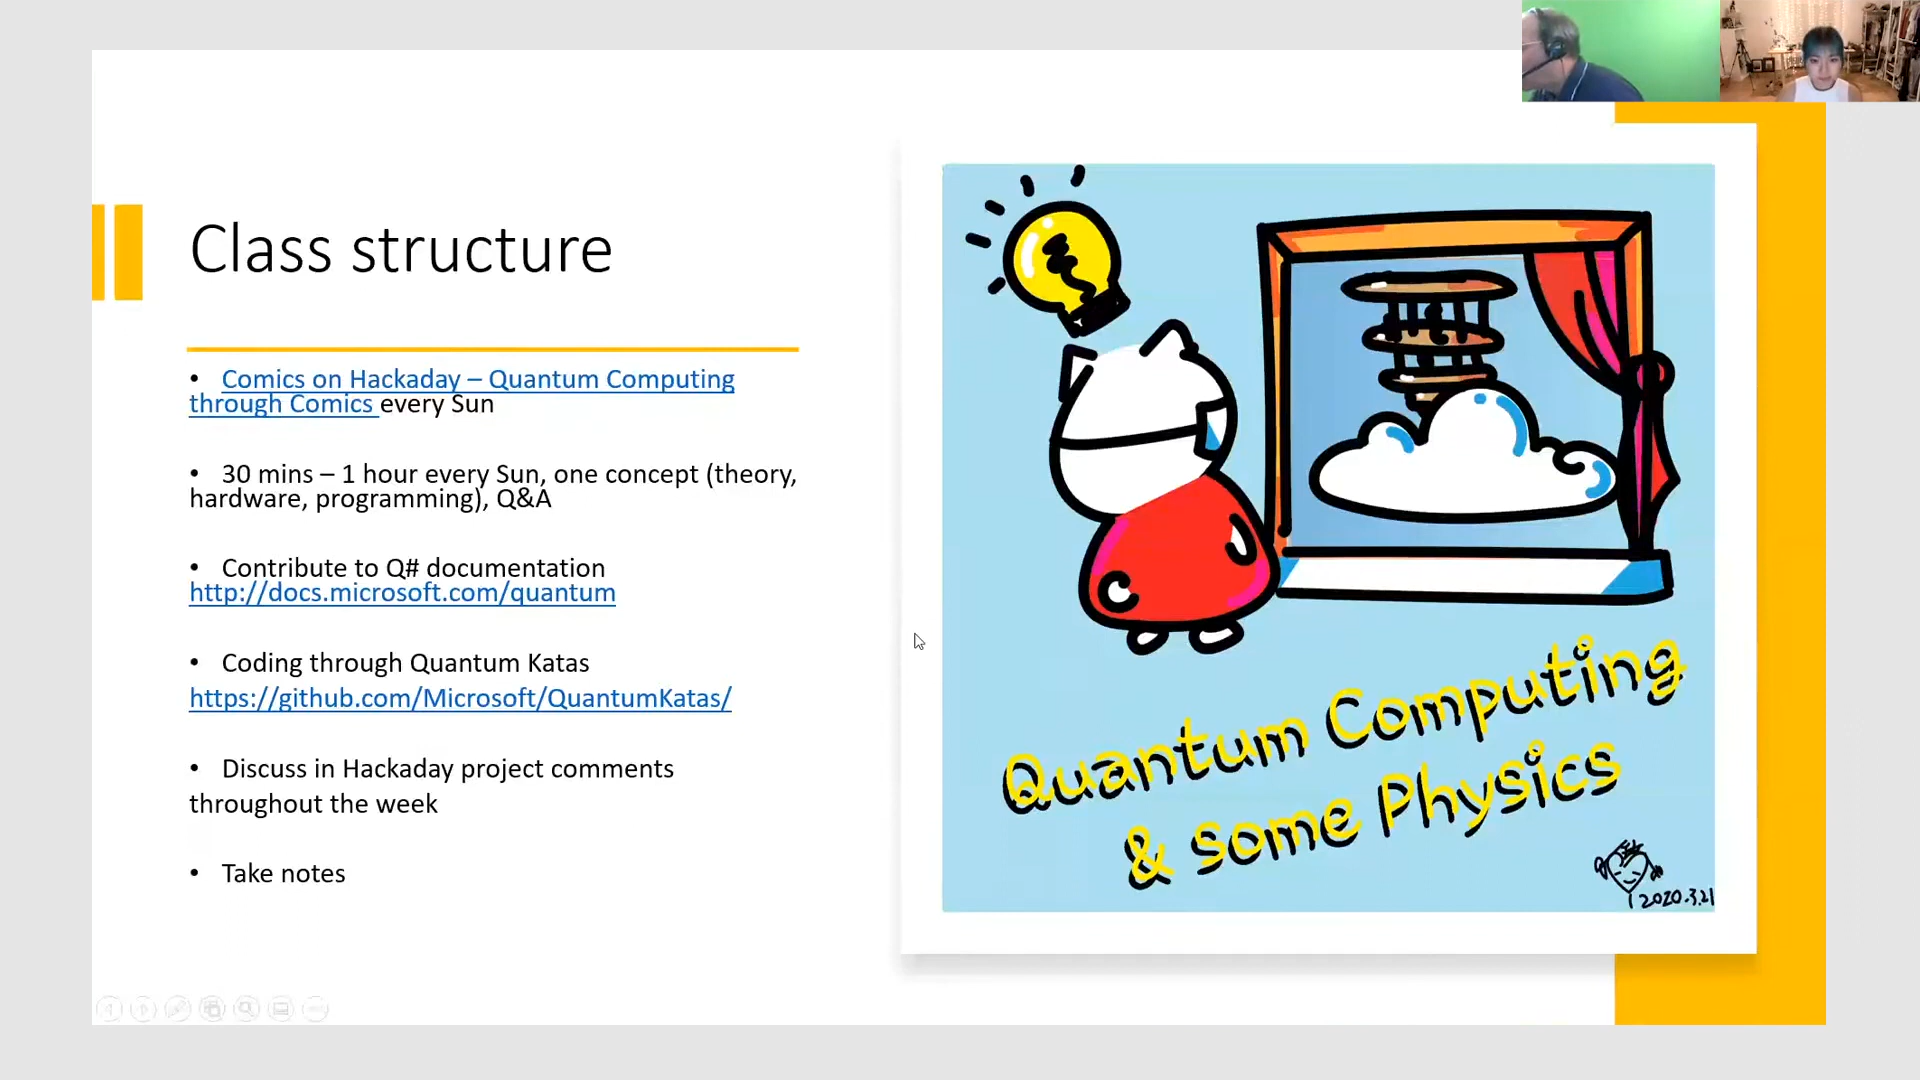 Class structure
• Comics on Hackaday – Quantum Computing
through Comics every Sun
• 30 mins – 1 hour every Sun, one concept (theory,
hardware, programming), Q&A
• Contribute to Q# documentation
http://docs.microsoft.com/quantum
• Coding through Quantum Katas
https://github.com/Microsoft/QuantumKatas/
• Discuss in Hackaday project comments
throughout the week
• Take notes
Quantum Computing
& some Physics
2020.3.21